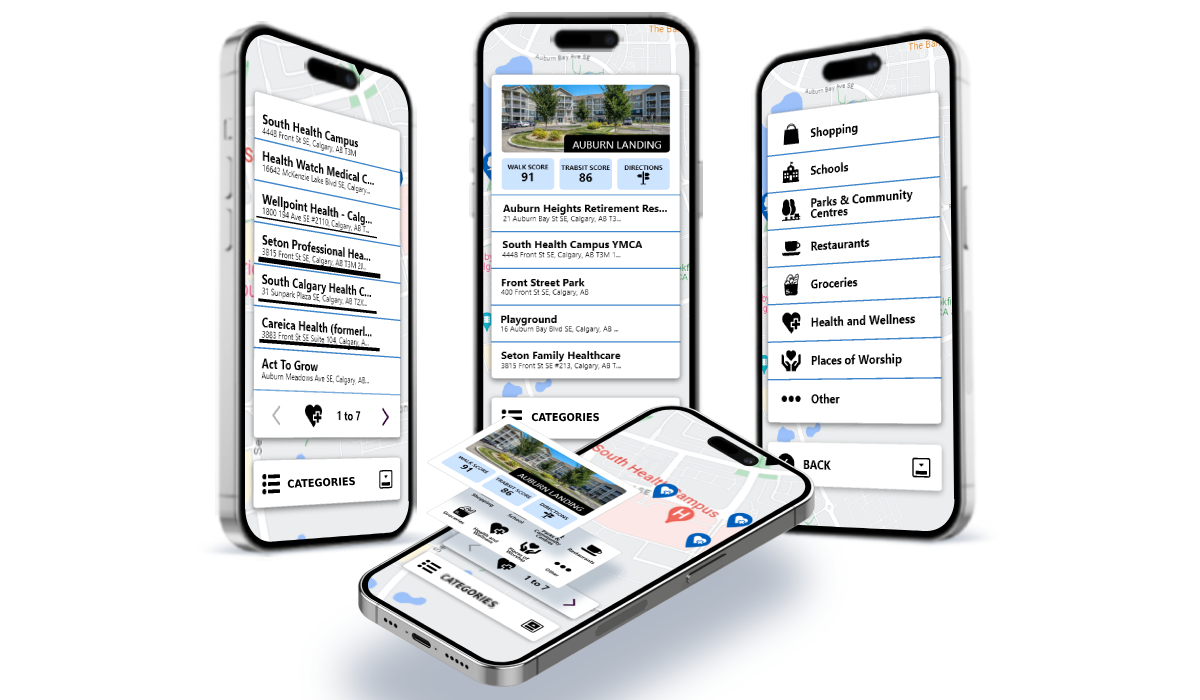 South Health Campus
4448 Front St SE, Calgary, AB T3M
Health Watch Medical C...
16642 McKenzie Lake Blvd SE, Calgary...
Wellpoint Health - Calg...
1800 194 Ave SE #2110, Calgary, AB T...
Seton Professional Hea...
3815 Front St SE, Calgary, AB T3M 2J...
South Calgary Health C...
31 Sunpark Plaza SE, Calgary, AB T2X...
Careica Health (formerl...
3883 Front St SE Suite 104, Calgary, A...
Act To Grow
Auburn Meadows Ave SE, Calgary, AB...
1 to 7
CATEGORIES
The Ba
Auburn Bay Ave SE
AUBURN LANDING
WALK SCORE
91
TRANSIT SCORE
86
DIRECTIONS
Auburn Heights Retirement Res...
21 Auburn Bay St SE, Calgary, AB T3...
South Health Campus YMCA
4448 Front St SE, Calgary, AB T3M 1...
Front Street Park
400 Front St SE, Calgary, AB
Playground
16 Auburn Bay Blvd SE, Calgary, AB ...
Seton Family Healthcare
3815 Front St SE #213, Calgary, AB T...
CATEGORIES
The Ba
Auburn Bay Ave SE
Shopping
Schools
Parks & Community
Centres
Restaurants
Groceries
Health and Wellness
Places of Worship
Other
BACK
South Health Campus
H
WALK SCORE
91
TRANSIT SCORE
86
AUBURN LANDING
DIRECTIONS
Shopping
School
Parks &
Community
Centres
Restaurants
Groceries
Health and
Wellness
Places of
Worship
Other
1 to 7
CATEGORIES